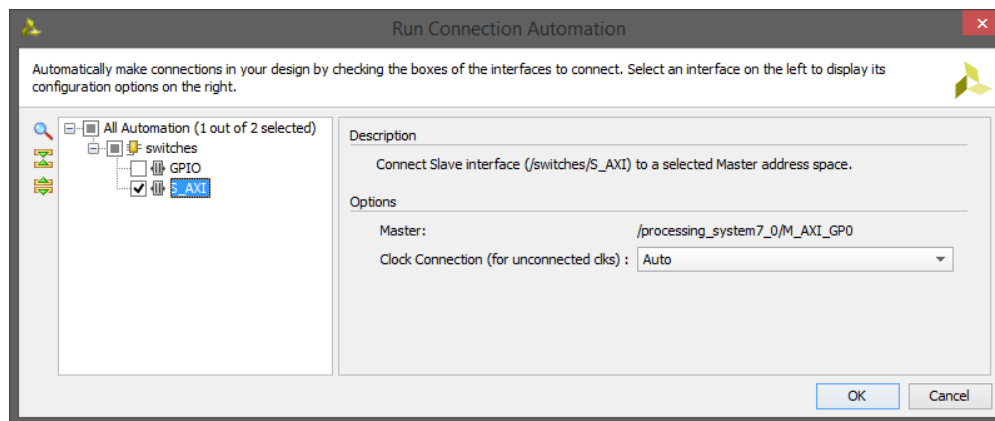 Run Connection Automation
Automatically make connections in your design by checking the boxes of the interfaces to connect. Select an interface on the left to display its
configuration options on the right.
All Automation (1 out of 2 selected)
switches
GPIO
S_AXI
Description
Connect Slave interface (/switches/S_AXI) to a selected Master address space.
Options
Master: /processing_system7_0/M_AXI_GP0
Clock Connection (for unconnected clks) : Auto
OK Cancel